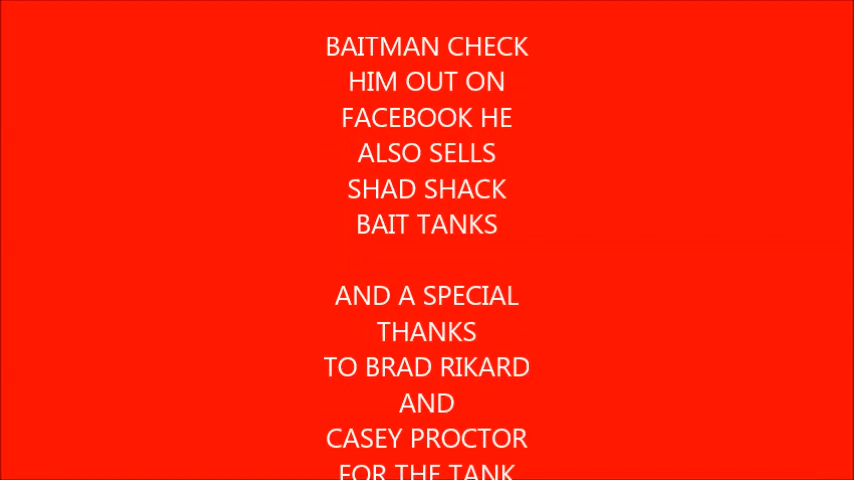 BAITMAN CHECK
HIM OUT ON
FACEBOOK HE
ALSO SELLS
SHAD SHACK
BAIT TANKS
AND A SPECIAL
THANKS
TO BRAD RIKARD
AND
CASEY PROCTOR
FOR THE TANK